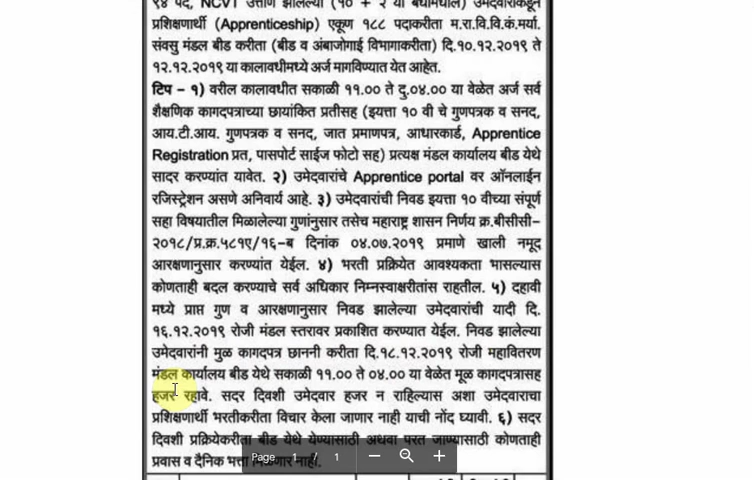 ९४ पदे, NCVT उत्तीर्ण झालेल्या (१० + २ या बंधामधील) उमेदवारांकडून
प्रशिक्षणार्थी (Apprenticeship) एकूण १८८ पदाकरीता म.रा.वि.वि.कं.मर्या.
संवसु मंडल बीड करीता (बीड व अंबाजोगाई विभागाकरीता) दि.१०.१२.२०१९ ते
१२.१२.२०१९ या कालावधीमध्ये अर्ज मागविण्यात येत आहेत.
टिप – १) वरील कालावधीत सकाळी ११.०० ते दु.०४.०० या वेळेत अर्ज सर्व
शैक्षणिक कागदपत्राच्या छायांकित प्रतीसह (इयत्ता १० वी चे गुणपत्रक व सनद,
आय.टी.आय. गुणपत्रक व सनद, जात प्रमाणपत्र, आधारकार्ड, Apprentice
Registration प्रत, पासपोर्ट साईज फोटो सह) प्रत्यक्ष मंडल कार्यालय बीड येथे
सादर करण्यांत यावेत. २) उमेदवारांचे Apprentice portal वर ऑनलाईन
रजिस्ट्रेशन असणे अनिवार्य आहे. ३) उमेदवारांची निवड इयत्ता १० वीच्या संपूर्ण
सहा विषयातील मिळालेल्या गुणांनुसार तसेच महाराष्ट्र शासन निर्णय क्र.बीसीसी–
२०१८/प्र.क्र.५८१ए/१६–ब दिनांक ०४.०७.२०१९ प्रमाणे खाली नमूद
आरक्षणानुसार करण्यांत येईल. ४) भरती प्रक्रियेत आवश्यकता भासल्यास
कोणताही बदल करण्याचे सर्व अधिकार निम्नस्वाक्षरीतांस राहतील. ५) दहावी
मध्ये प्राप्त गुण व आरक्षणानुसार निवड झालेल्या उमेदवारांची यादी दि.
१६.१२.२०१९ रोजी मंडल स्तरावर प्रकाशित करण्यात येईल. निवड झालेल्या
उमेदवारांनी मुळ कागदपत्र छाननी करीता दि.१८.१२.२०१९ रोजी महावितरण
मंडल कार्यालय बीड येथे सकाळी ११.०० ते ०४.०० या वेळेत मूळ कागदपत्रासह
हजर रहावे. सदर दिवशी उमेदवार हजर न राहिल्यास अशा उमेदवाराचा
प्रशिक्षणार्थी भरतीकरीता विचार केला जाणार नाही याची नोंद घ्यावी. ६) सदर
दिवशी प्रक्रियेकरीता बीड येथे येण्यासाठी अथवा परत जाण्यासाठी कोणताही
प्रवास व दैनिक भत्ता मिळणार नाही.
Page 1 / 1